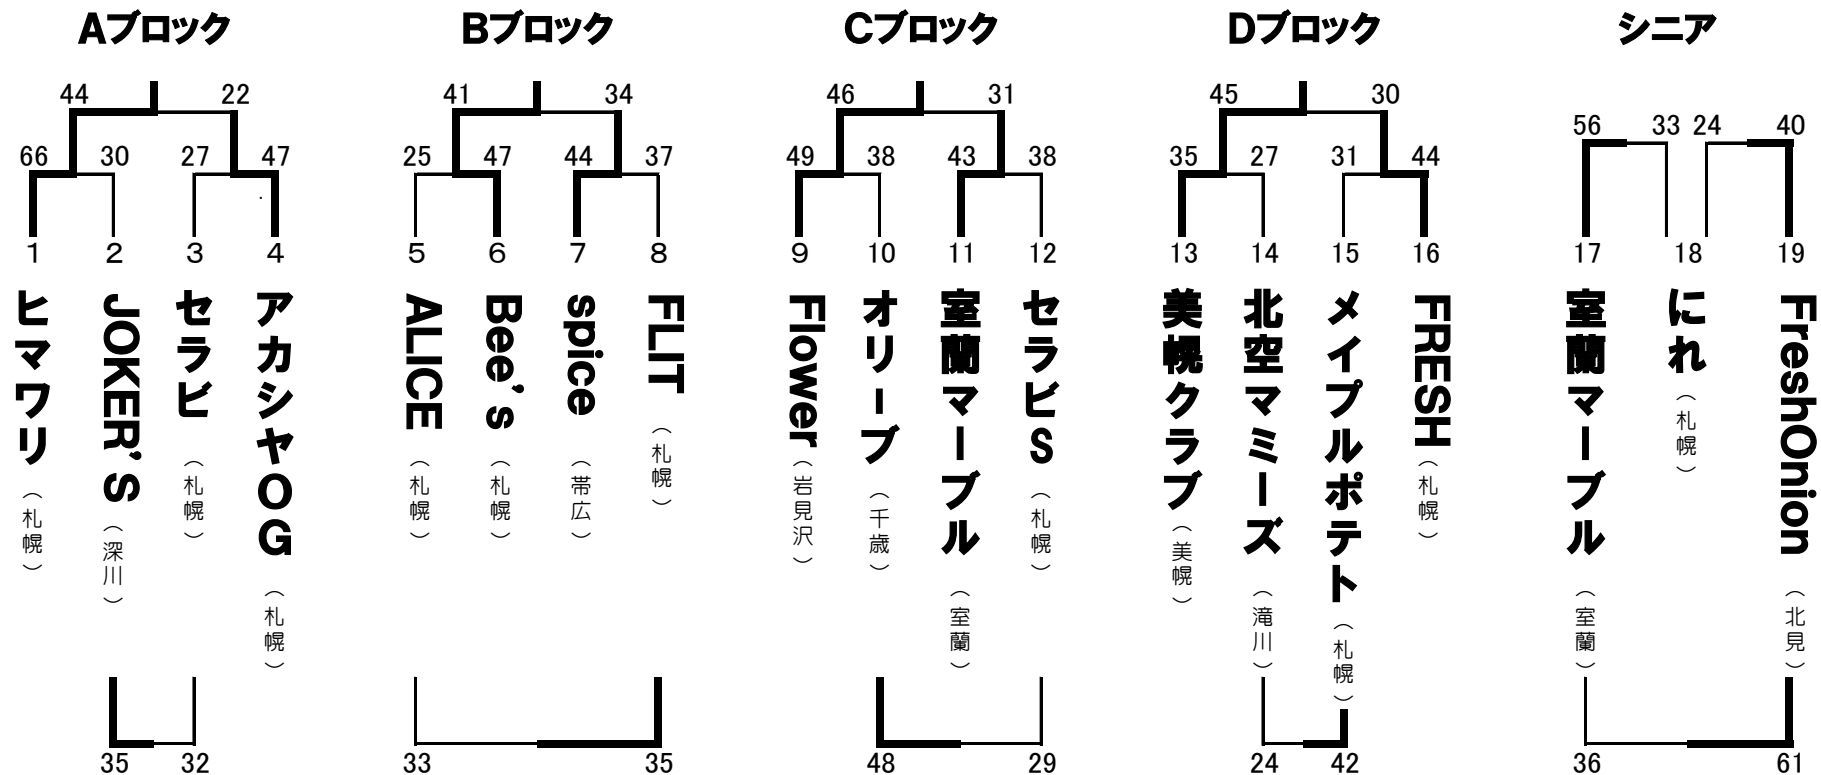 Aブロック
Bブロック
Cブロック
Dブロック
シニア
44 22
41 34
46 31
45 30
56 33 24 40
66 30 27 47
25 47 44 37
49 38 43 38
35 27 31 44
1 2 3 4
5 6 7 8
9 10 11 12
13 14 15 16
17 18 19
ヒマワリ（札幌）
JOKER'S（深川）
セラビ（札幌）
アカシヤOG（札幌）
ALICE（札幌）
Bee's（札幌）
spice（帯広）
FLIT（札幌）
Flower（岩見沢）
オリーブ（千歳）
室蘭マーブル（室蘭）
セラビS（札幌）
美幌クラブ（美幌）
北空マミーズ（滝川）
メイプルポテト（札幌）
FRESH（札幌）
室蘭マーブル（室蘭）
にれ（札幌）
FreshOnion（北見）
35 32
33 35
48 29
24 42
36 61